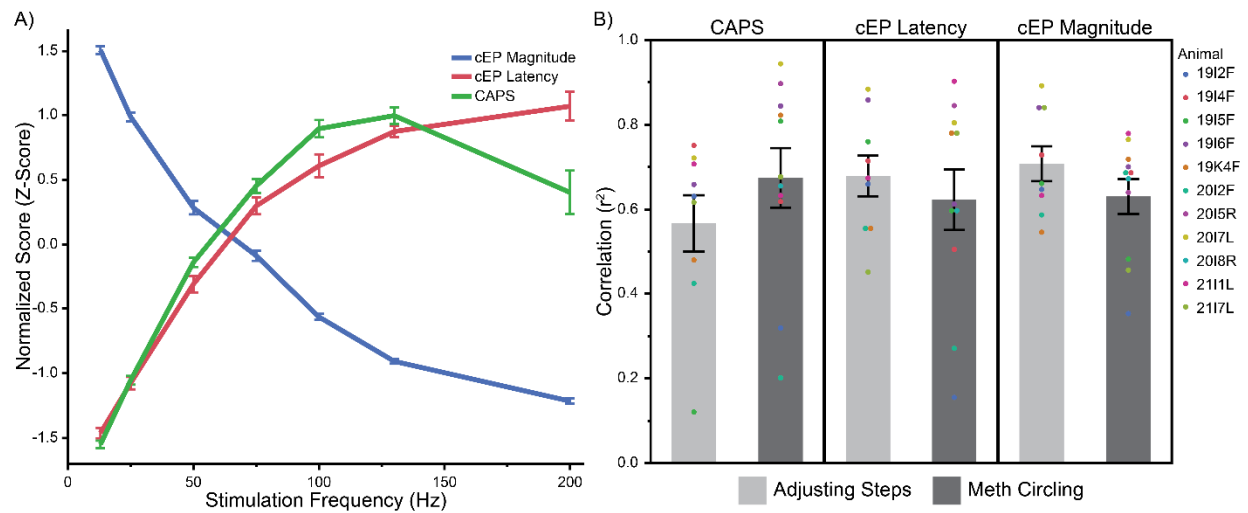 A)
Normalized Score (Z-Score)
1.5
1.0
0.5
0.0
-0.5
-1.0
-1.5
cEP Magnitude
cEP Latency
CAPS
0
50
100
150
200
Stimulation Frequency (Hz)
B)
CAPS
cEP Latency
cEP Magnitude
Correlation (r²)
1.0
0.8
0.6
0.4
0.2
0.0
Adjusting Steps
Meth Circling
Animal
19I2F
19I4F
19I5F
19I6F
19K4F
20I2F
20I5R
20I7L
20I8R
21I1L
21I7L